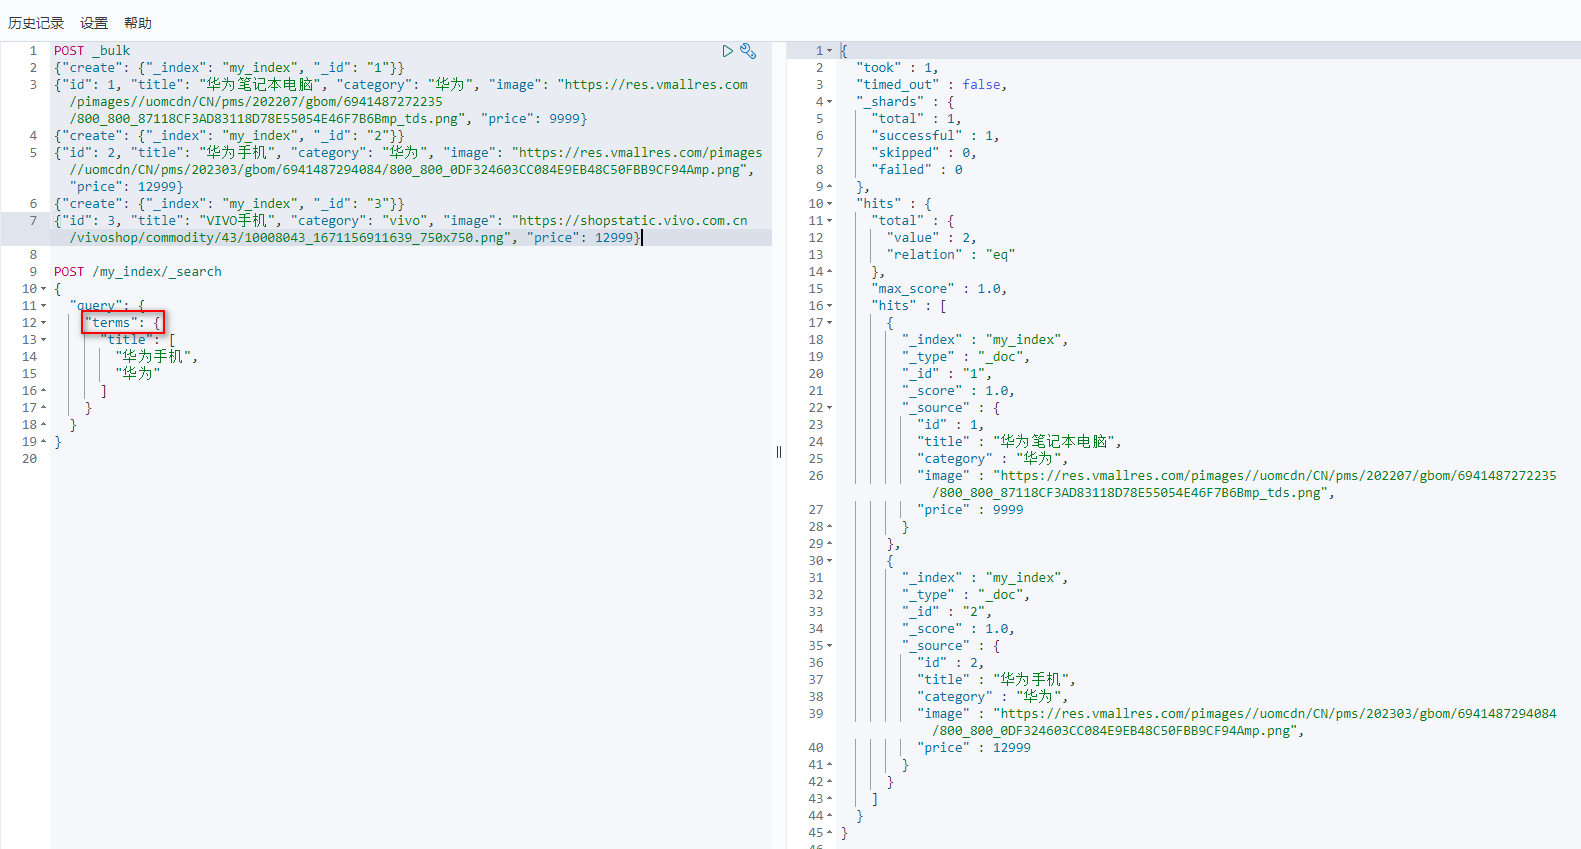 历史记录 设置 帮助
1 POST _bulk
2 {"create": {"_index": "my_index", "_id": "1"}}
3 {"id": 1, "title": "华为笔记本电脑", "category": "华为", "image": "https://res.vmallres.com
/pimages//uomcdn/CN/pms/202207/gbom/6941487272235
/800_800_87118CF3AD83118D78E55054E46F7B6Bmp_tds.png", "price": 9999}
4 {"create": {"_index": "my_index", "_id": "2"}}
5 {"id": 2, "title": "华为手机", "category": "华为", "image": "https://res.vmallres.com/pimages
//uomcdn/CN/pms/202303/gbom/6941487294084/800_800_0DF324603CC084E9EB48C50FBB9CF94Amp.png",
"price": 12999}
6 {"create": {"_index": "my_index", "_id": "3"}}
7 {"id": 3, "title": "VIVO手机", "category": "vivo", "image": "https://shopstatic.vivo.com.cn
/vivoshop/commodity/43/10008043_1671156911639_750x750.png", "price": 12999}
8
9 POST /my_index/_search
10 {
11 "query": {
12 "terms": {
13 "title": [
14 "华为手机",
15 "华为"
16 ]
17 }
18 }
19 }
20
1 {
2 "took" : 1,
3 "timed_out" : false,
4 "_shards" : {
5 "total" : 1,
6 "successful" : 1,
7 "skipped" : 0,
8 "failed" : 0
9 },
10 "hits" : {
11 "total" : {
12 "value" : 2,
13 "relation" : "eq"
14 },
15 "max_score" : 1.0,
16 "hits" : [
17 {
18 "_index" : "my_index",
19 "_type" : "_doc",
20 "_id" : "1",
21 "_score" : 1.0,
22 "_source" : {
23 "id" : 1,
24 "title" : "华为笔记本电脑",
25 "category" : "华为",
26 "image" : "https://res.vmallres.com/pimages//uomcdn/CN/pms/202207/gbom/6941487272235
/800_800_87118CF3AD83118D78E55054E46F7B6Bmp_tds.png",
27 "price" : 9999
28 }
29 },
30 {
31 "_index" : "my_index",
32 "_type" : "_doc",
33 "_id" : "2",
34 "_score" : 1.0,
35 "_source" : {
36 "id" : 2,
37 "title" : "华为手机",
38 "category" : "华为",
39 "image" : "https://res.vmallres.com/pimages//uomcdn/CN/pms/202303/gbom/6941487294084
/800_800_0DF324603CC084E9EB48C50FBB9CF94Amp.png",
40 "price" : 12999
41 }
42 }
43 ]
44 }
45 }